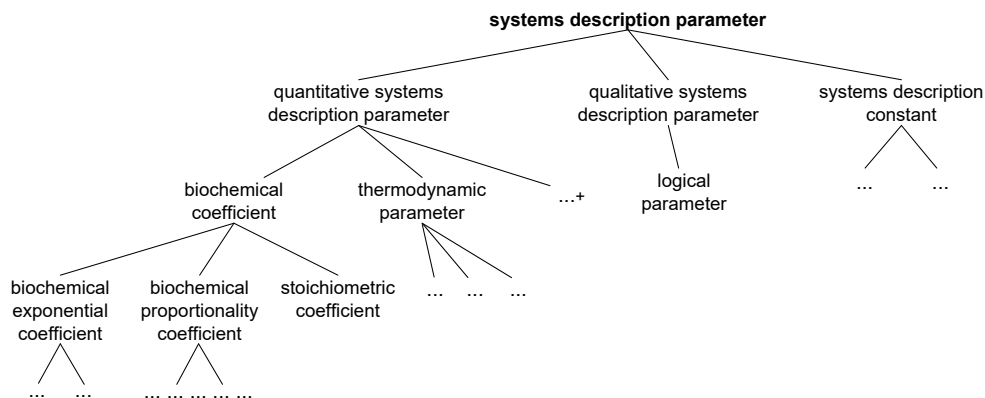 systems description parameter
quantitative systems
description parameter
qualitative systems
description parameter
systems description
constant
biochemical
coefficient
thermodynamic
parameter
...+
logical
parameter
... ...
biochemical
exponential
coefficient
biochemical
proportionality
coefficient
stoichiometric
coefficient
... ... ...
... ...
... ... ... ... ...